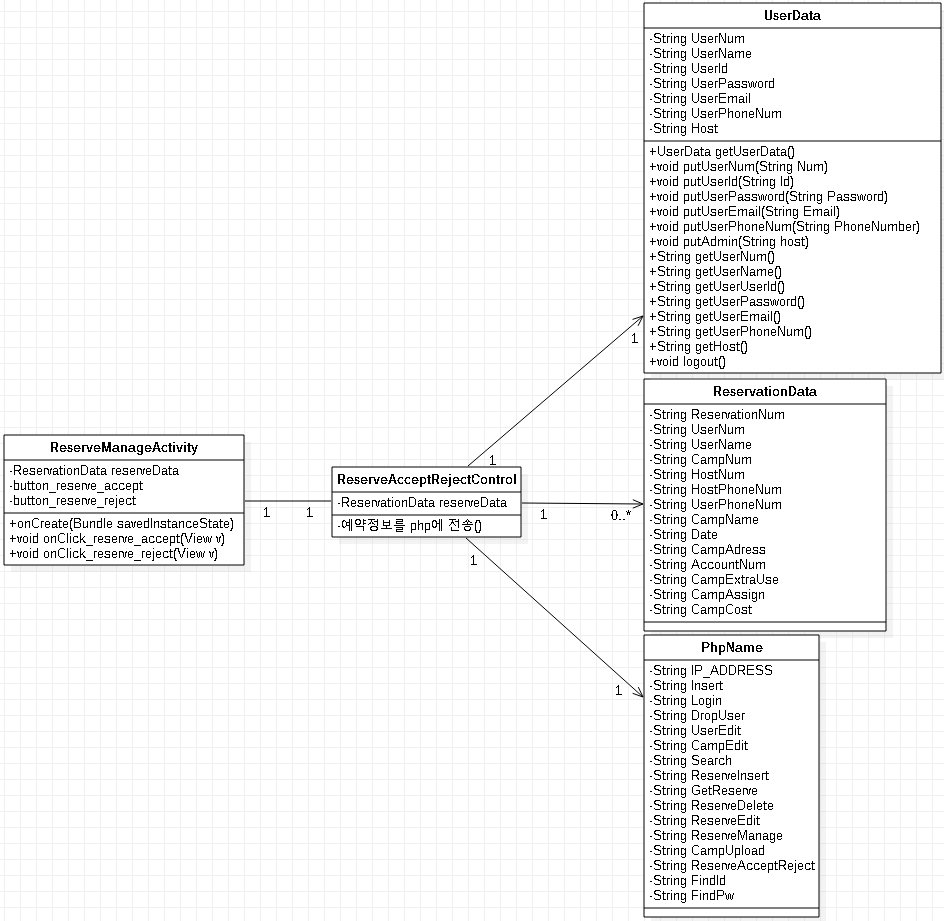 UserData
-String UserNum
-String UserName
-String UserId
-String UserPassword
-String UserEmail
-String UserPhoneNum
-String Host
+UserData getUserData()
+void putUserNum(String Num)
+void putUserId(String Id)
+void putUserPassword(String Password)
+void putUserEmail(String Email)
+void putUserPhoneNum(String PhoneNumber)
+void putAdmin(String host)
+String getUserNum()
+String getUserName()
+String getUserUserId()
+String getUserPassword()
+String getUserEmail()
+String getUserPhoneNum()
+String getHost()
+void logout()
1
1
ReserveManageActivity
-ReservationData reserveData
-button_reserve_accept
-button_reserve_reject
+onCreate(Bundle savedInstanceState)
+void onClick_reserve_accept(View v)
+void onClick_reserve_reject(View v)
1
1
ReserveAcceptRejectControl
-ReservationData reserveData
-예약정보를 php에 전송()
1
0..*
ReservationData
-String ReservationNum
-String UserNum
-String UserName
-String CampNum
-String HostNum
-String HostPhoneNum
-String UserPhoneNum
-String CampName
-String Date
-String CampAdress
-String AccountNum
-String CampExtraUse
-String CampAssign
-String CampCost
1
1
PhpName
-String IP_ADDRESS
-String Insert
-String Login
-String DropUser
-String UserEdit
-String CampEdit
-String Search
-String ReserveInsert
-String GetReserve
-String ReserveDelete
-String ReserveEdit
-String ReserveManage
-String CampUpload
-String ReserveAcceptReject
-String FindId
-String FindPw